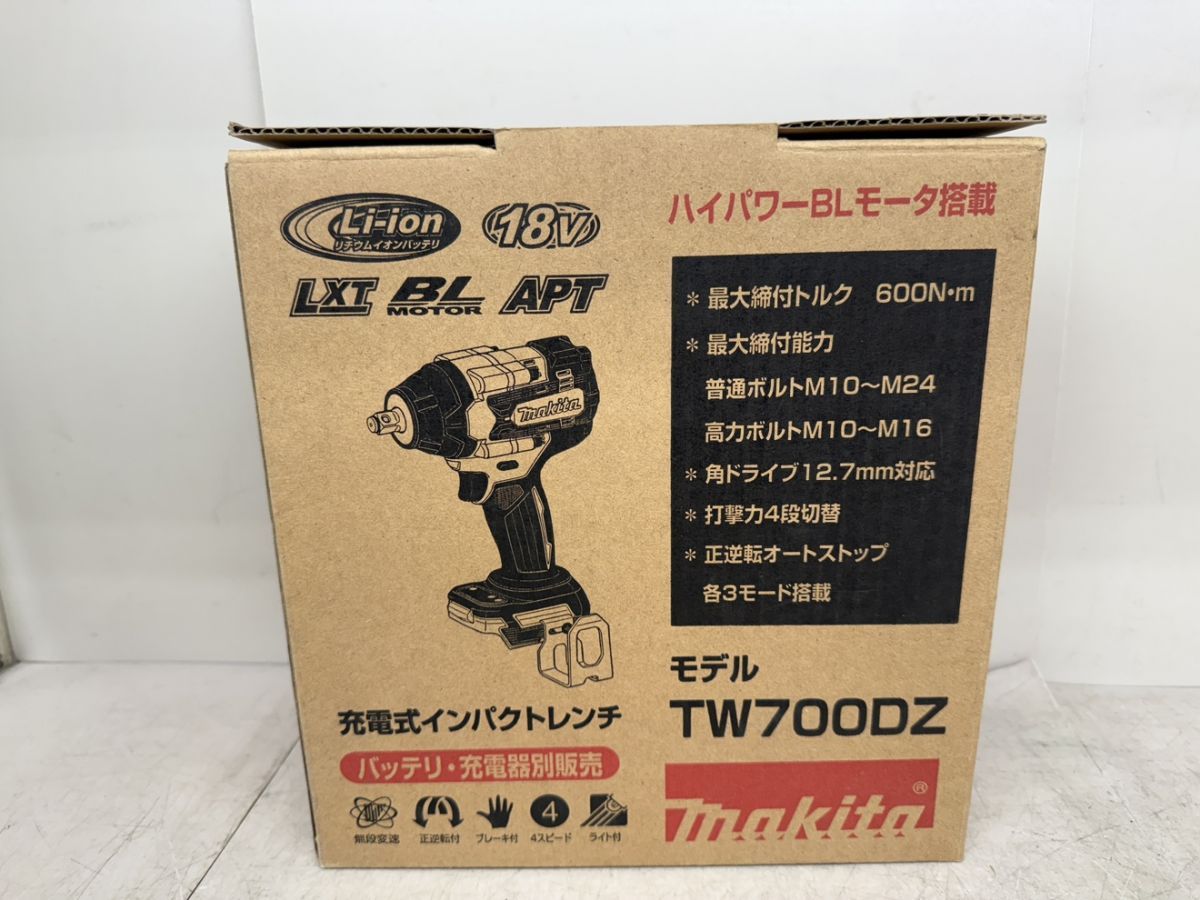 Li-ion
リチウムイオンバッテリ
18V
LXT
BL
MOTOR
APT
makita
充電式インパクトレンチ
バッテリ・充電器別販売
無段変速
正逆転付
ブレーキ付
4
4スピード
ライト付
ハイパワーBLモータ搭載
＊最大締付トルク 600N・m
＊最大締付能力
普通ボルトM10〜M24
高力ボルトM10〜M16
＊角ドライブ12.7mm対応
＊打撃力4段切替
＊正逆転オートストップ
各3モード搭載
モデル
TW700DZ
makita®